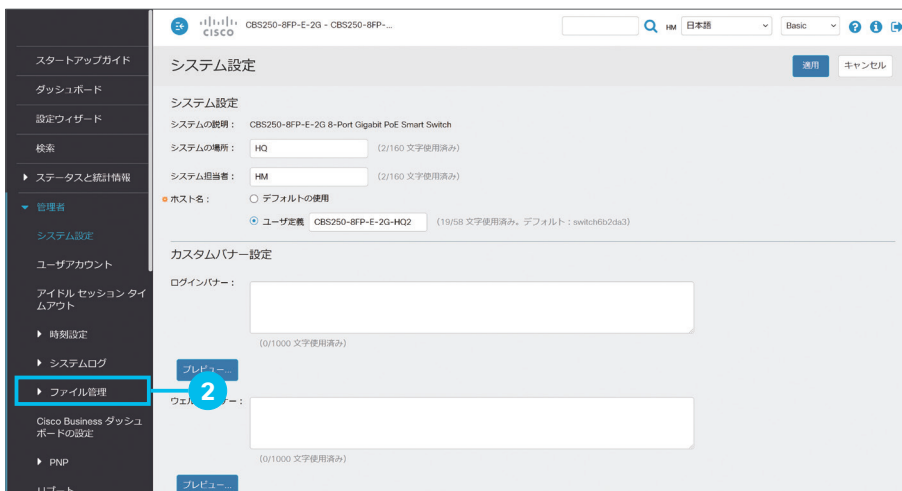 CISCO
CBS250-8FP-E-2G - CBS250-8FP-...
HM
日本語
Basic
スタートアップガイド
ダッシュボード
設定ウィザード
検索
ステータスと統計情報
管理者
システム設定
ユーザアカウント
アイドル セッション タイ
ムアウト
時刻設定
システムログ
ファイル管理
2
Cisco Business ダッシュ
ボードの設定
PNP
リブート
システム設定
適用
キャンセル
システム設定
システムの説明: CBS250-8FP-E-2G 8-Port Gigabit PoE Smart Switch
システムの場所: HQ (2/160 文字使用済み)
システム担当者: HM (2/160 文字使用済み)
ホスト名: デフォルトの使用
ユーザ定義 CBS250-8FP-E-2G-HQ2 (19/58 文字使用済み。デフォルト:switch6b2da3)
カスタムバナー設定
ログインバナー:
(0/1000 文字使用済み)
プレビュー...
(0/1000 文字使用済み)
プレビュー...